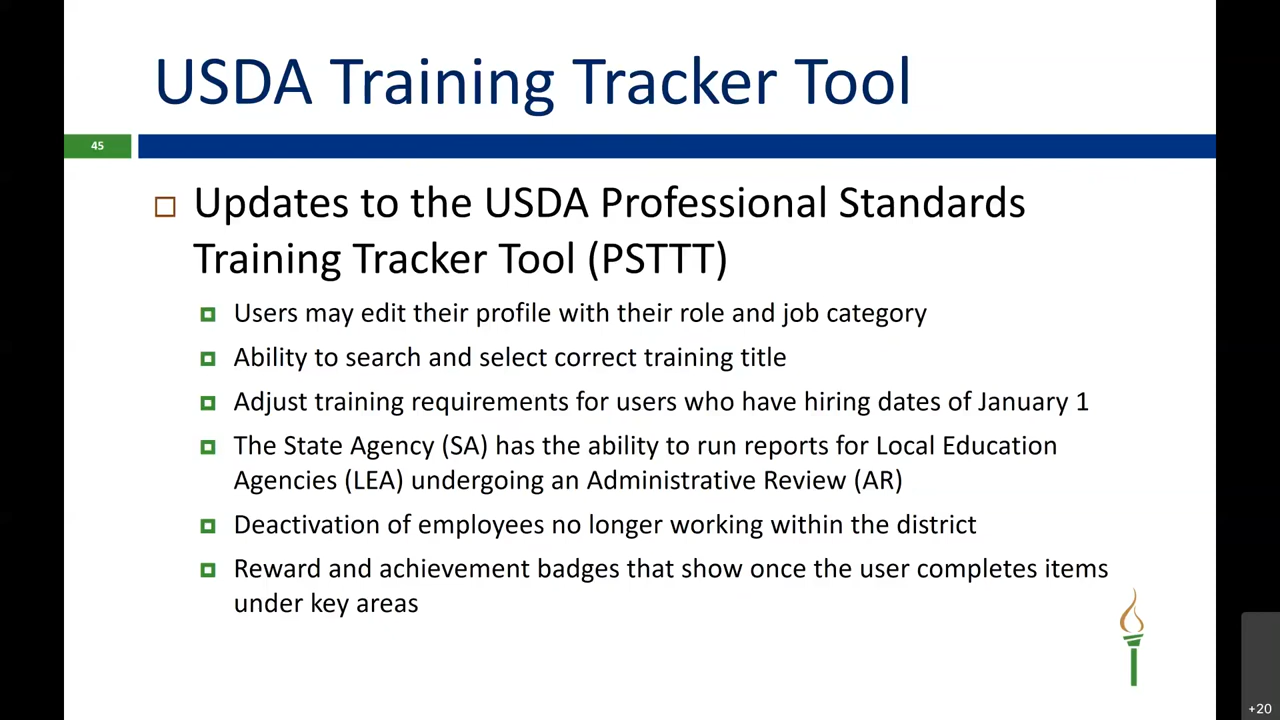 USDA Training Tracker Tool
45
Updates to the USDA Professional Standards
Training Tracker Tool (PSTTT)
Users may edit their profile with their role and job category
Ability to search and select correct training title
Adjust training requirements for users who have hiring dates of January 1
The State Agency (SA) has the ability to run reports for Local Education
Agencies (LEA) undergoing an Administrative Review (AR)
Deactivation of employees no longer working within the district
Reward and achievement badges that show once the user completes items
under key areas
+20